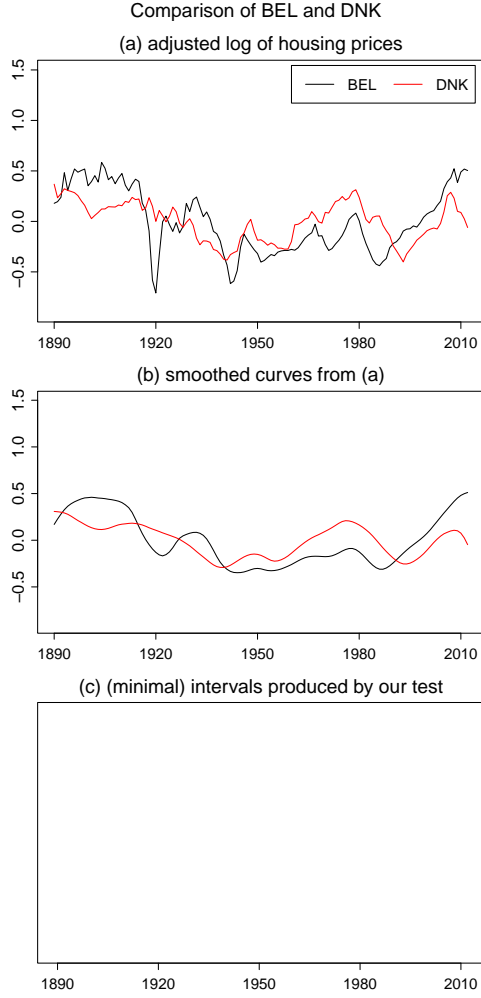 Comparison of BEL and DNK
(a) adjusted log of housing prices
BEL DNK
1.5
1.0
0.5
0.0
−0.5
1890 1920 1950 1980 2010
(b) smoothed curves from (a)
1.5
1.0
0.5
0.0
−0.5
1890 1920 1950 1980 2010
(c) (minimal) intervals produced by our test
1890 1920 1950 1980 2010